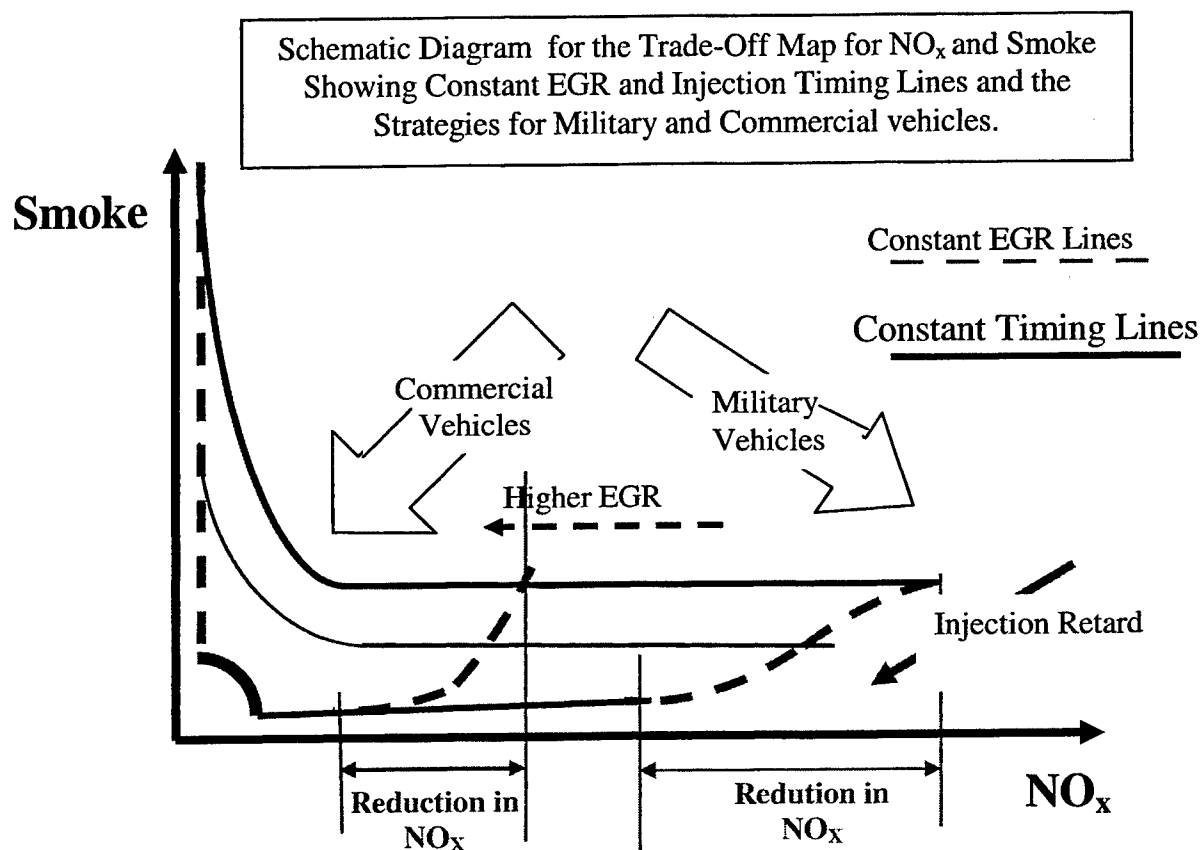 Schematic Diagram for the Trade-Off Map for NOx and Smoke
Showing Constant EGR and Injection Timing Lines and the
Strategies for Military and Commercial vehicles.
Smoke
Constant EGR Lines
Constant Timing Lines
Commercial
Vehicles
Military
Vehicles
Higher EGR
Injection Retard
Reduction in
NOX
Redution in
NOX
NOx